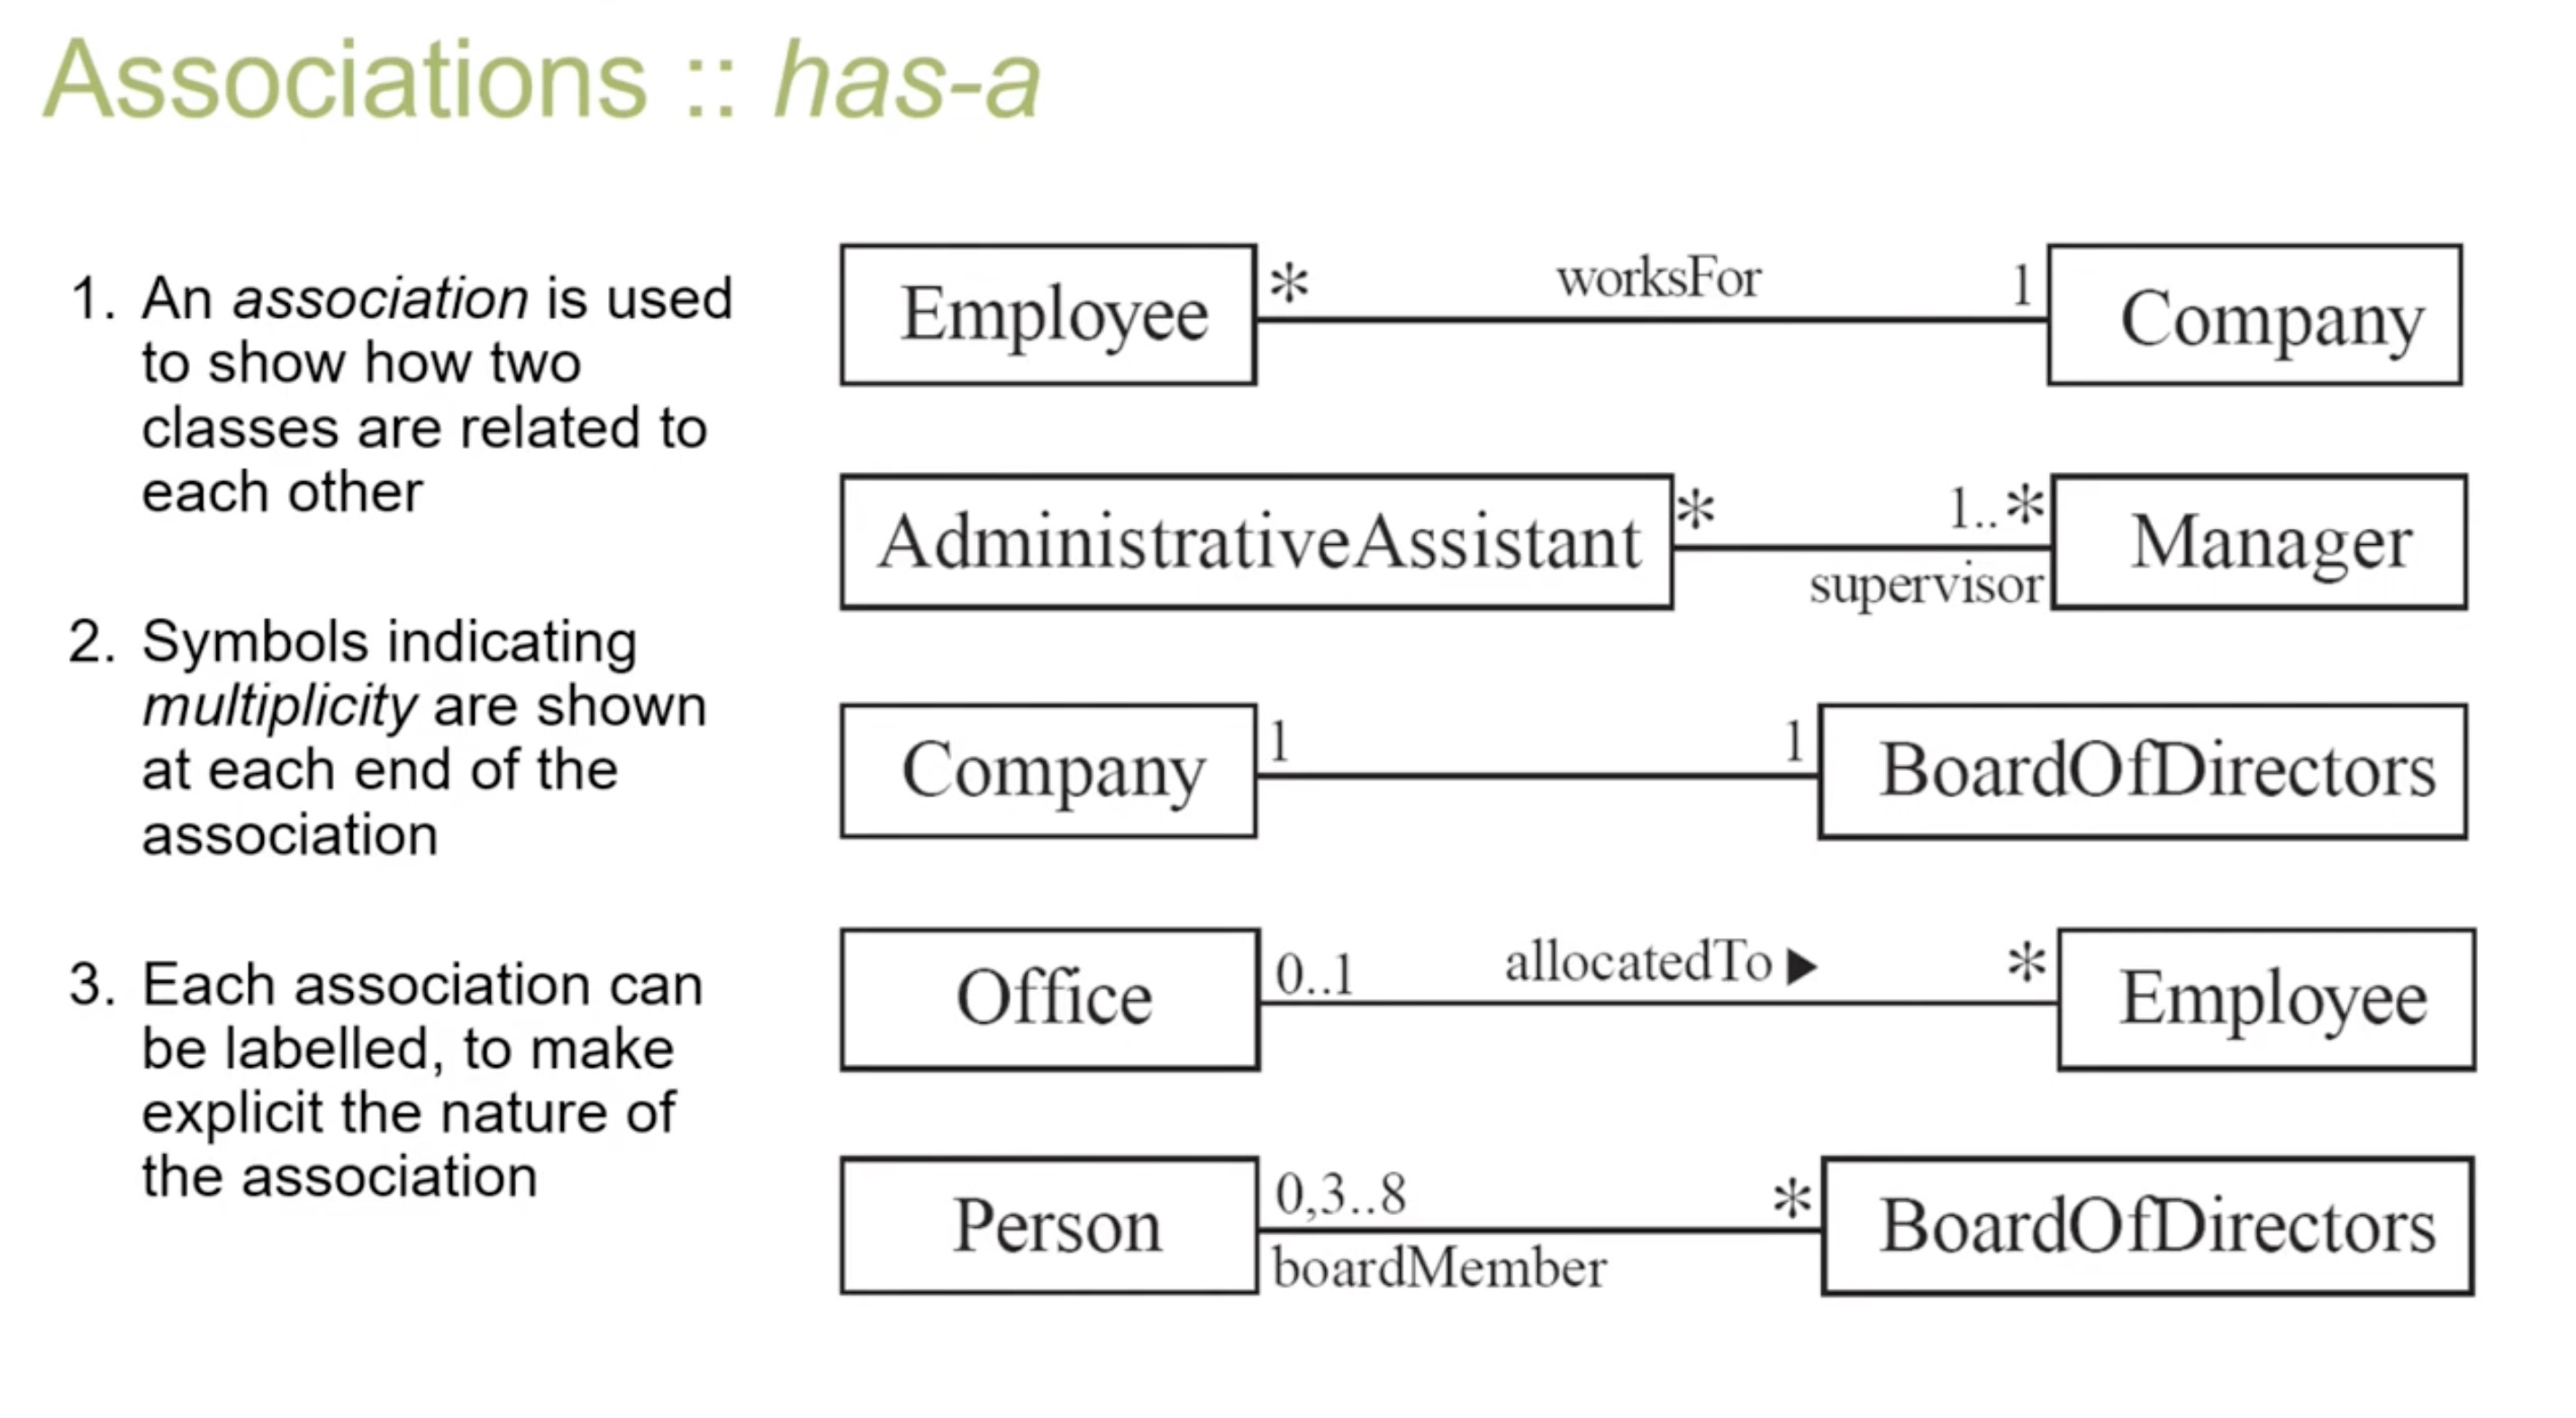 Associations :: has-a
1. An association is used
to show how two
classes are related to
each other
2. Symbols indicating
multiplicity are shown
at each end of the
association
3. Each association can
be labelled, to make
explicit the nature of
the association
Employee * worksFor 1 Company
AdministrativeAssistant * 1..* Manager
supervisor
Company 1 1 BoardOfDirectors
Office 0..1 allocatedTo ▶ * Employee
Person 0,3..8 * BoardOfDirectors
boardMember